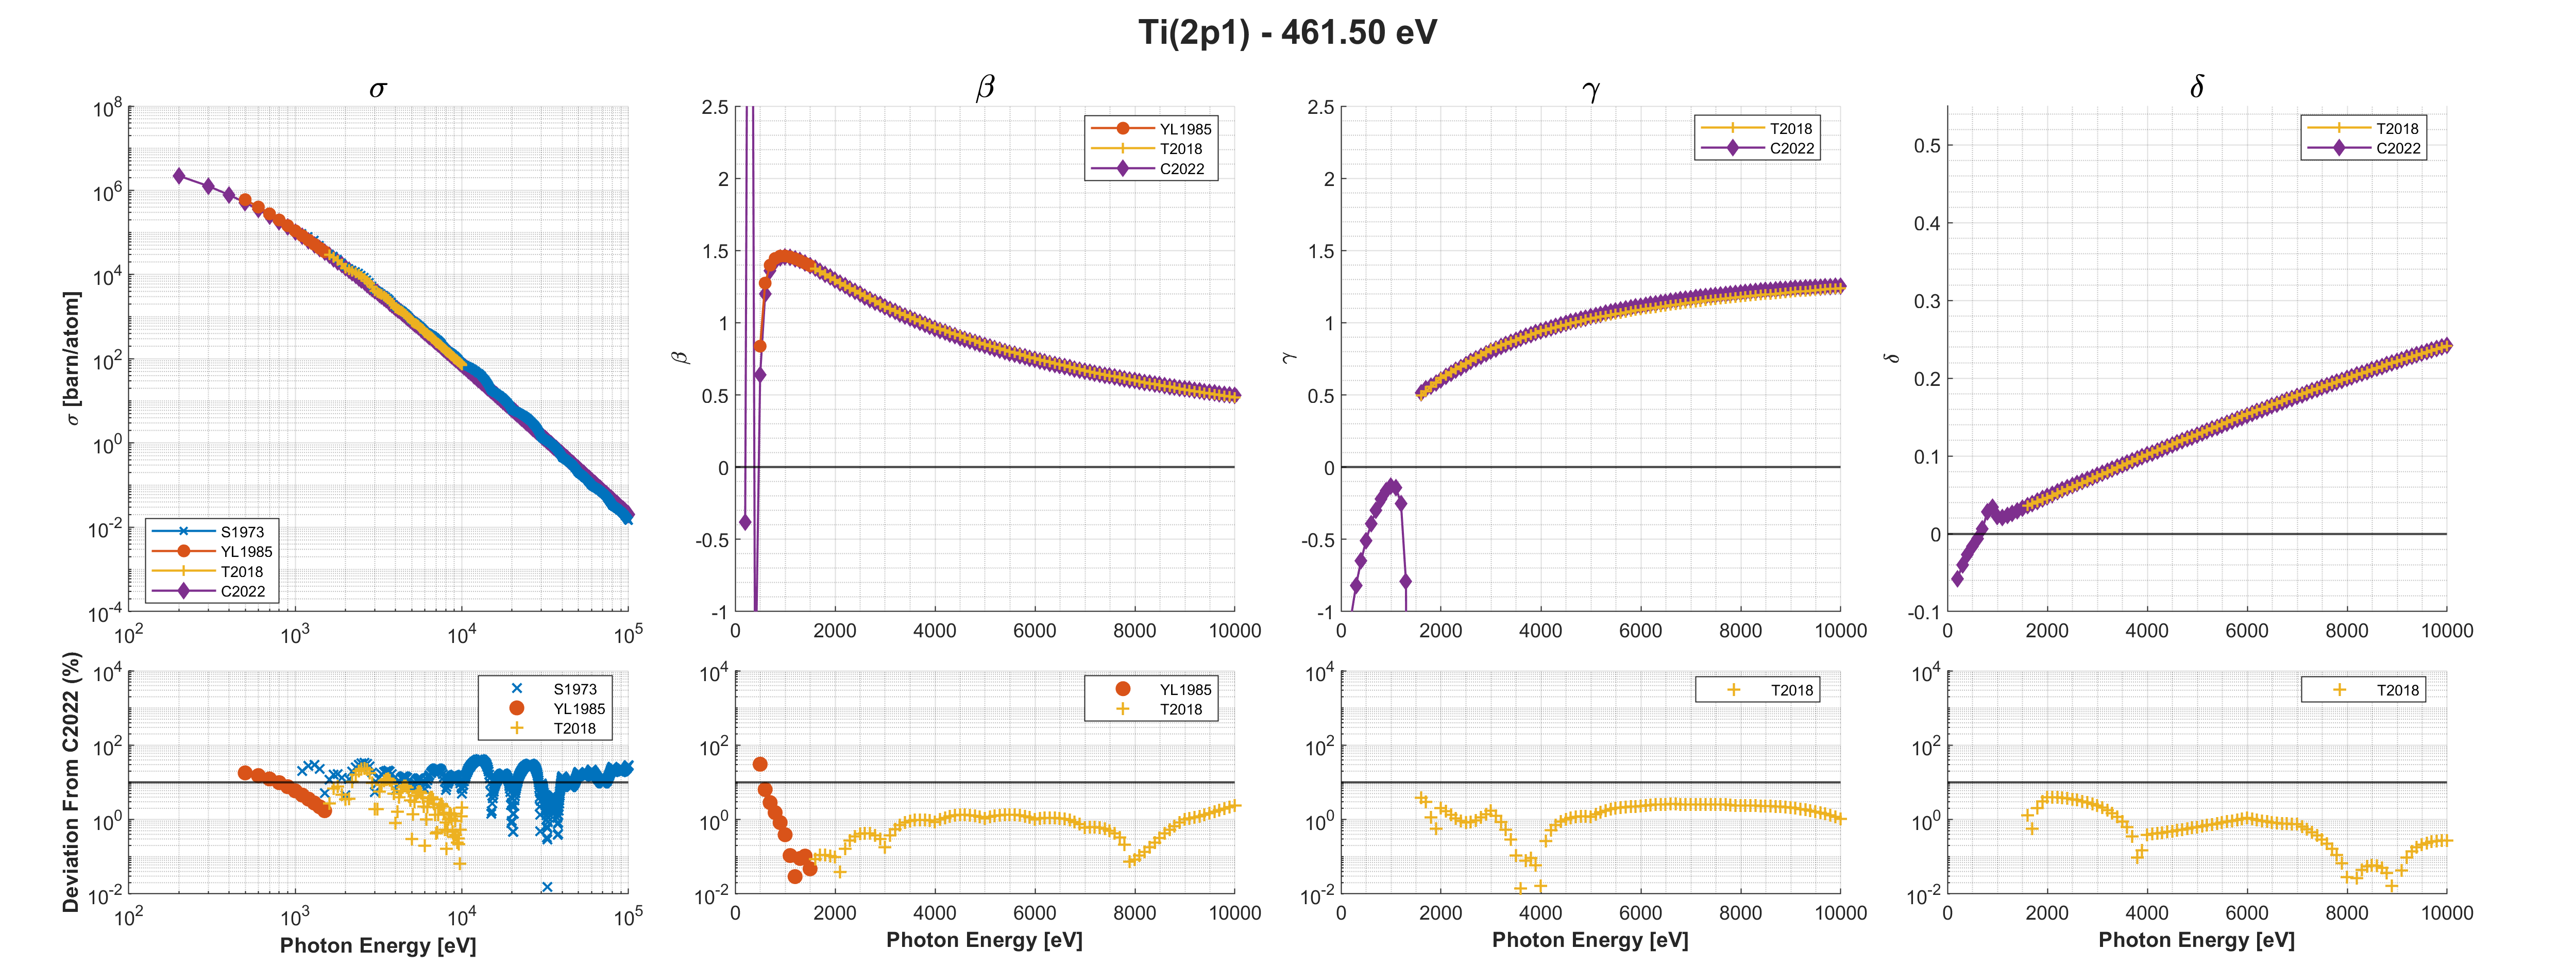 Ti(2p1) - 461.50 eV
σ
σ [barn/atom]
10^8
10^6
10^4
10^2
10^0
10^-2
10^-4
10^2
10^3
10^4
10^5
S1973
YL1985
T2018
C2022
β
β
2.5
2
1.5
1
0.5
0
-0.5
-1
0
2000
4000
6000
8000
10000
YL1985
T2018
C2022
γ
γ
2.5
2
1.5
1
0.5
0
-0.5
-1
0
2000
4000
6000
8000
10000
T2018
C2022
δ
δ
0.5
0.4
0.3
0.2
0.1
0
-0.1
0
2000
4000
6000
8000
10000
T2018
C2022
Deviation From C2022 (%)
10^4
10^2
10^0
10^-2
10^2
10^3
10^4
10^5
S1973
YL1985
T2018
Photon Energy [eV]
10^4
10^2
10^0
10^-2
0
2000
4000
6000
8000
10000
YL1985
T2018
Photon Energy [eV]
10^4
10^2
10^0
10^-2
0
2000
4000
6000
8000
10000
T2018
Photon Energy [eV]
10^4
10^2
10^0
10^-2
0
2000
4000
6000
8000
10000
T2018
Photon Energy [eV]